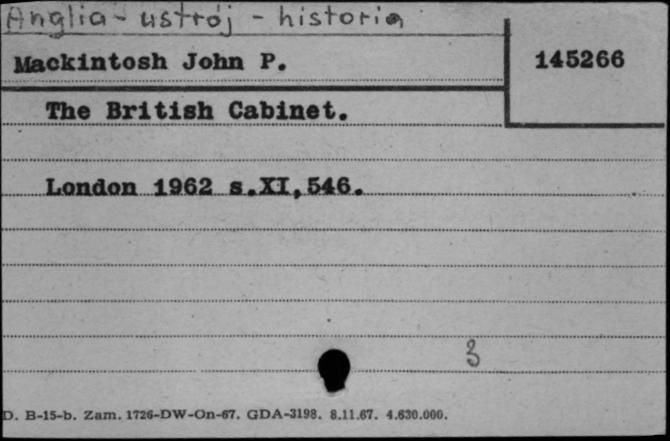 Anglia - ustrój - historia
Mackintosh John P.
145266
The British Cabinet.
London 1962 s.XI,546.
3
D. B-15-b. Zam. 1726-DW-On-67. GDA-3198. 8.11.67. 4.630.000.